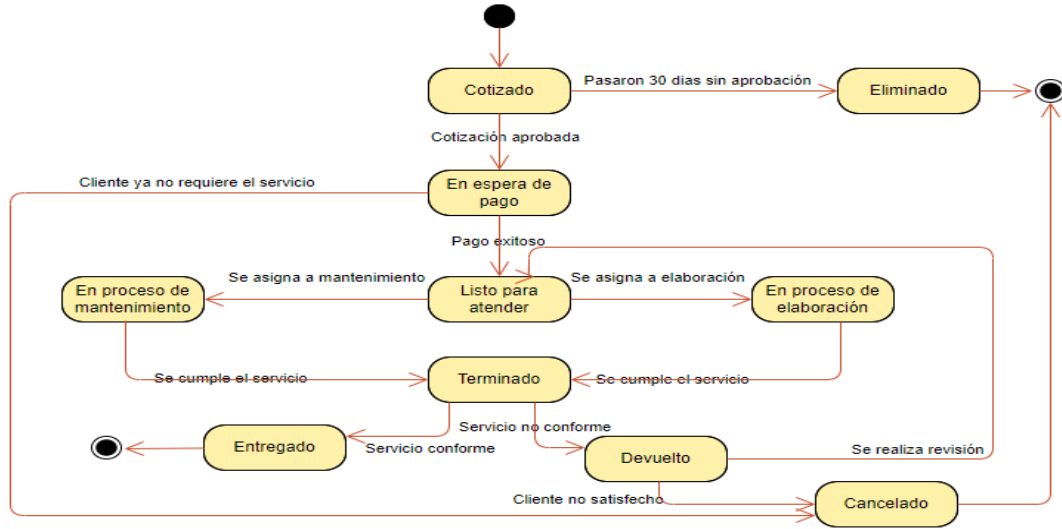 Cotizado
Pasaron 30 dias sin aprobación
Eliminado
Cotización aprobada
Cliente ya no requiere el servicio
En espera de
pago
Pago exitoso
Se asigna a mantenimiento
Se asigna a elaboración
En proceso de
mantenimiento
Listo para
atender
En proceso de
elaboración
Se cumple el servicio
Terminado
Se cumple el servicio
Servicio no conforme
Entregado
Servicio conforme
Devuelto
Se realiza revisión
Cliente no satisfecho
Cancelado